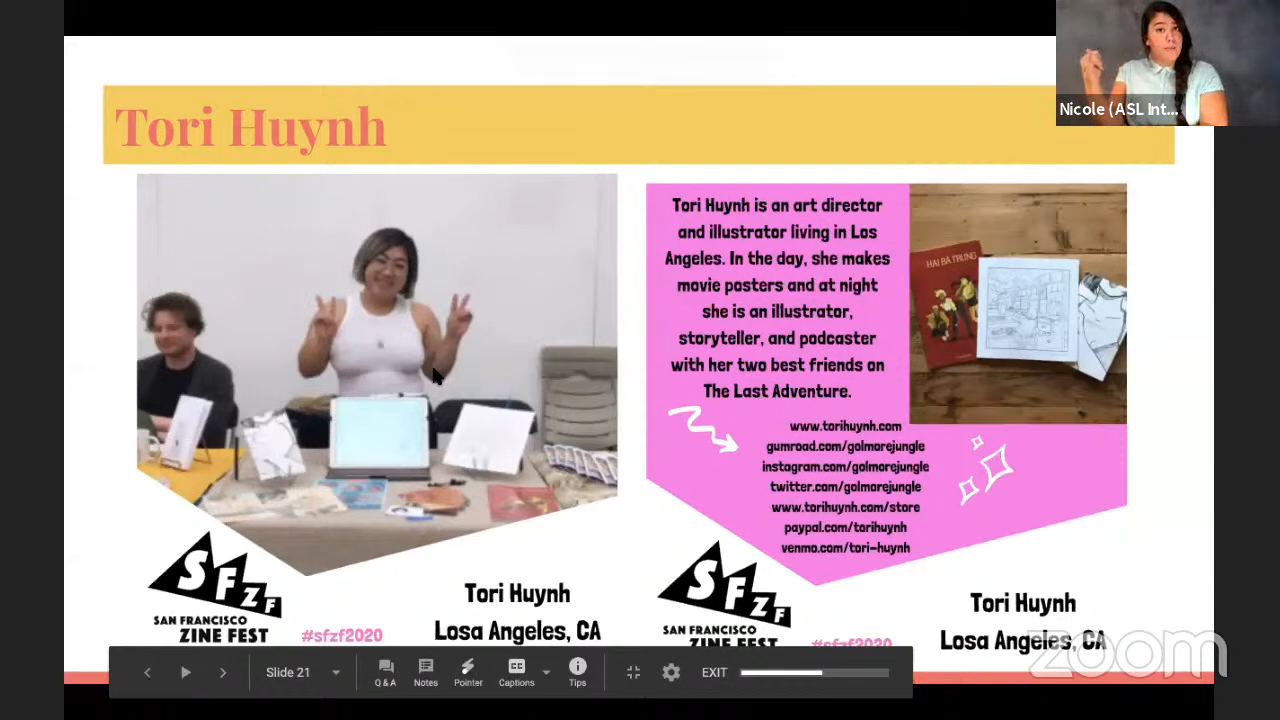 Nicole (ASL Int...
Tori Huynh
Tori Huynh is an art director
and illustrator living in Los
Angeles. In the day, she makes
movie posters and at night
she is an illustrator,
storyteller, and podcaster
with her two best friends on
The Last Adventure.
HAI BÀ TRƯNG
www.torihuynh.com
gumroad.com/golmorejungle
instagram.com/golmorejungle
twitter.com/golmorejungle
www.torihuynh.com/store
paypal.com/torihuynh
venmo.com/tori-huynh
SFZF
SAN FRANCISCO
ZINE FEST
#sfzf2020
Tori Huynh
Losa Angeles, CA
SFZF
SAN FRANCISCO
ZINE FEST
#sfzf2020
Tori Huynh
Losa Angeles, CA
zoom
Slide 21
Q & A
Notes
Pointer
CC
Captions
Tips
EXIT